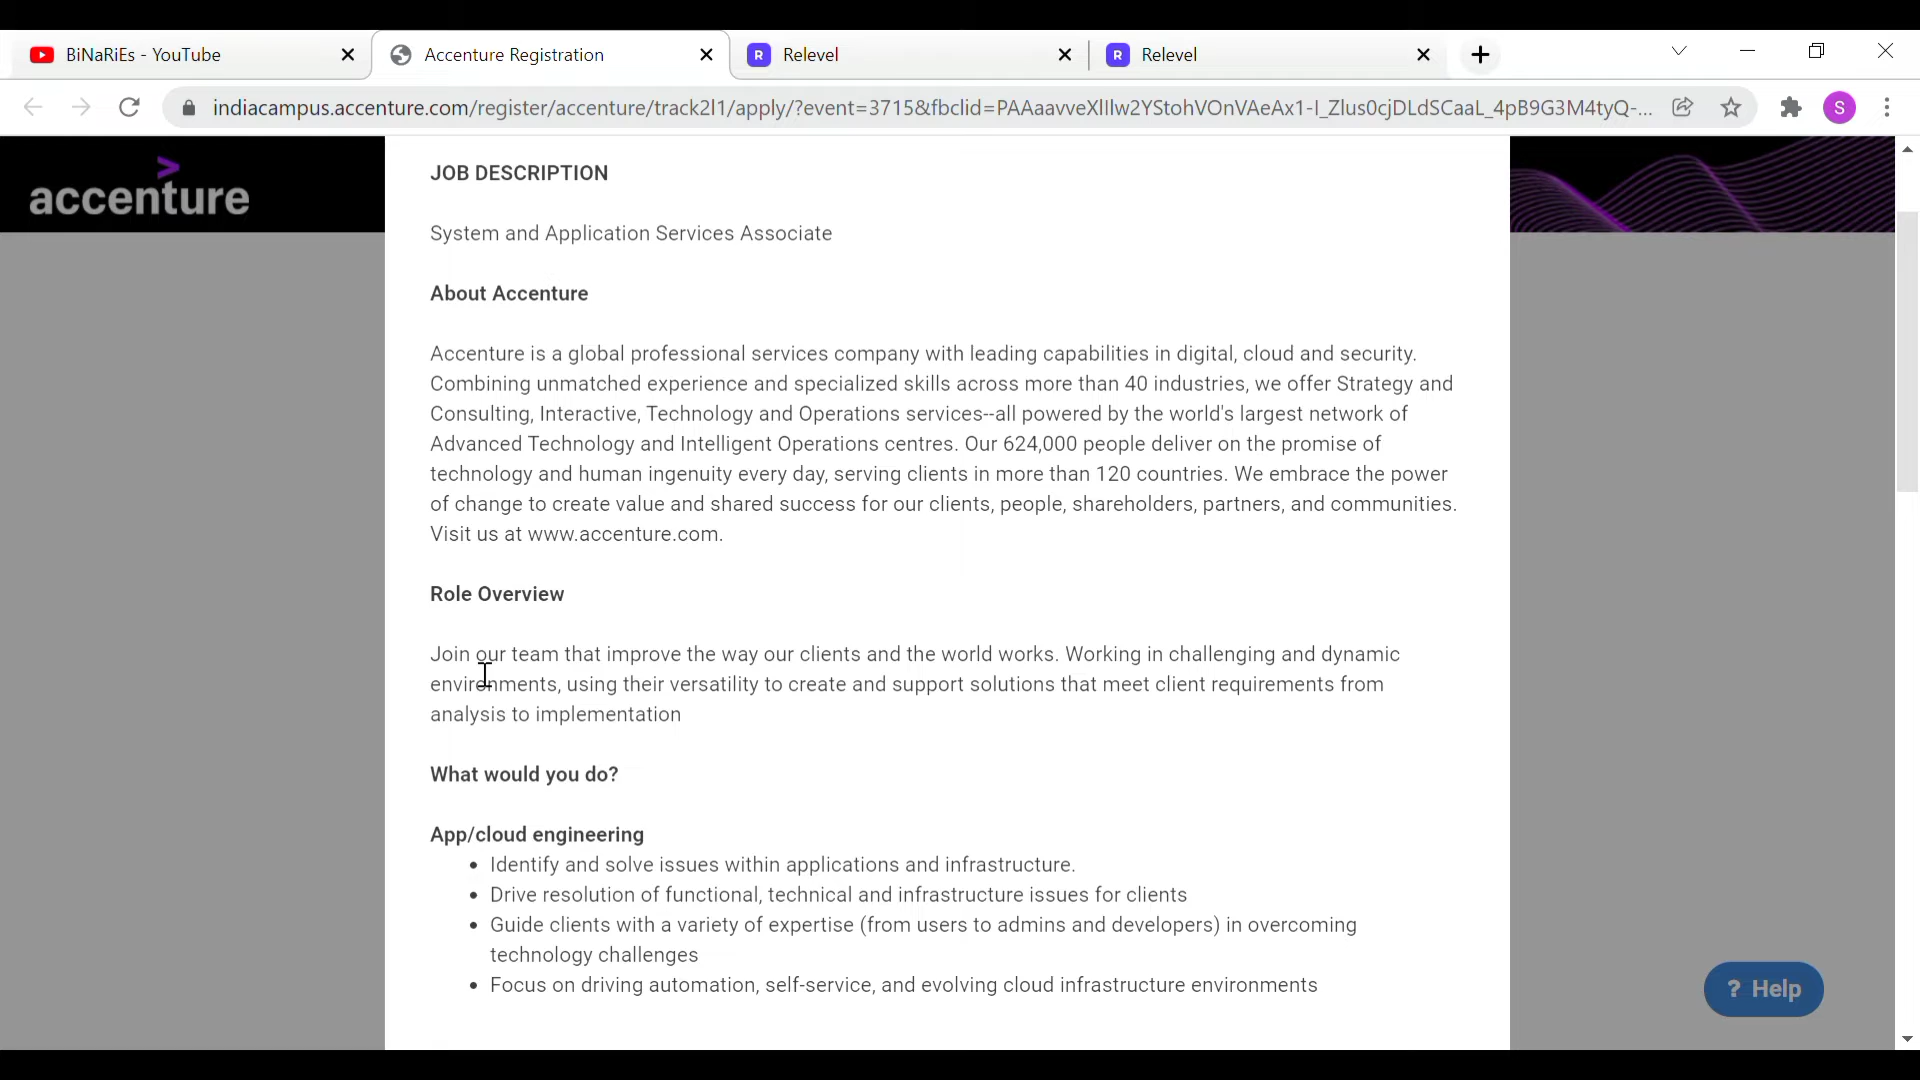 BiNaRiEs - YouTube
Accenture Registration
Relevel
Relevel
indiacampus.accenture.com/register/accenture/track2l1/apply/?event=3715&fbclid=PAAaavveXlIlw2YStohVOnVAeAx1-I_Zlus0cjDLdSCaaL_4pB9G3M4tyQ-...
S
accenture
JOB DESCRIPTION
System and Application Services Associate
About Accenture
Accenture is a global professional services company with leading capabilities in digital, cloud and security.
Combining unmatched experience and specialized skills across more than 40 industries, we offer Strategy and
Consulting, Interactive, Technology and Operations services--all powered by the world's largest network of
Advanced Technology and Intelligent Operations centres. Our 624,000 people deliver on the promise of
technology and human ingenuity every day, serving clients in more than 120 countries. We embrace the power
of change to create value and shared success for our clients, people, shareholders, partners, and communities.
Visit us at www.accenture.com.
Role Overview
Join our team that improve the way our clients and the world works. Working in challenging and dynamic
environments, using their versatility to create and support solutions that meet client requirements from
analysis to implementation
What would you do?
App/cloud engineering
• Identify and solve issues within applications and infrastructure.
• Drive resolution of functional, technical and infrastructure issues for clients
• Guide clients with a variety of expertise (from users to admins and developers) in overcoming
technology challenges
• Focus on driving automation, self-service, and evolving cloud infrastructure environments
? Help